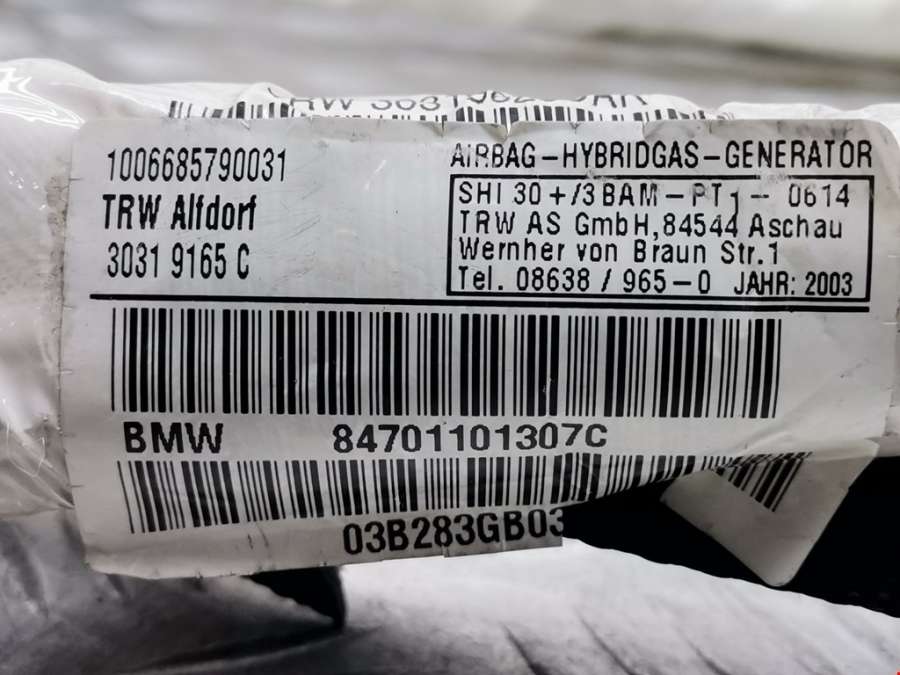 1006685790031
TRW Alfdorf
3031 9165 C
AIRBAG-HYBRIDGAS-GENERATOR
SHI 30 +/3 BAM-PT1- 0614
TRW AS GmbH,84544 Aschau
Wernher von Braun Str.1
Tel. 08638 / 965-0 JAHR: 2003
BMW 84701101307C
03B283GB03